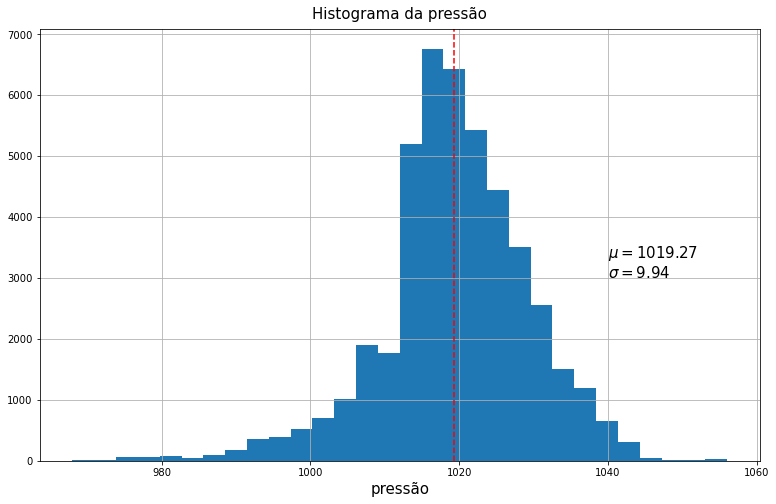 Histograma da pressão
7000
6000
5000
4000
3000
2000
1000
0
μ = 1019.27
σ = 9.94
980 1000 1020 1040 1060
pressão